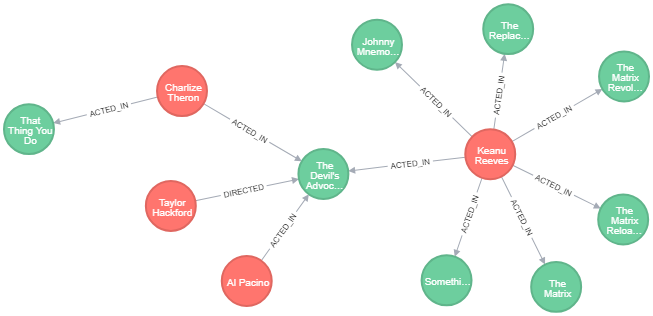 Johnny
Mnemo...
The
Replac...
The
Matrix
Revol...
Charlize
Theron
That
Thing You
Do
ACTED_IN
ACTED_IN
ACTED_IN
ACTED_IN
ACTED_IN
Keanu
Reeves
The
Devil's
Advoc...
ACTED_IN
ACTED_IN
Taylor
Hackford
DIRECTED
The
Matrix
Reloa...
ACTED_IN
ACTED_IN
ACTED_IN
Al Pacino
Somethi...
The
Matrix